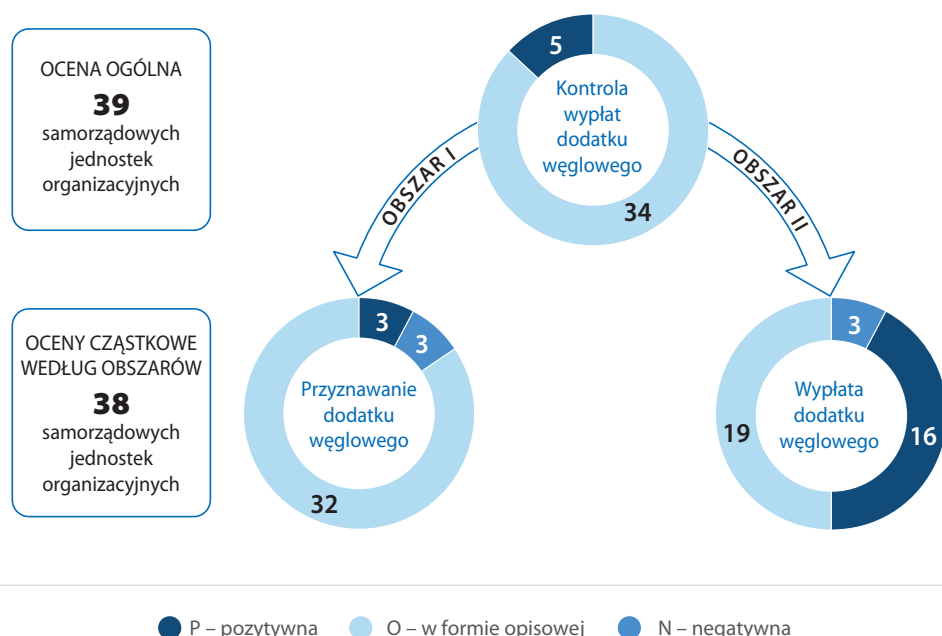 OCENA OGÓLNA
39
samorządowych
jednostek
organizacyjnych
5
Kontrola
wypłat
dodatku
węglowego
34
OBSZAR I
OBSZAR II
OCENY CZĄSTKOWE
WEDŁUG OBSZARÓW
38
samorządowych
jednostek
organizacyjnych
3
3
Przyznawanie
dodatku
węglowego
32
3
Wypłata
dodatku
węglowego
19
16
P – pozytywna
O – w formie opisowej
N – negatywna